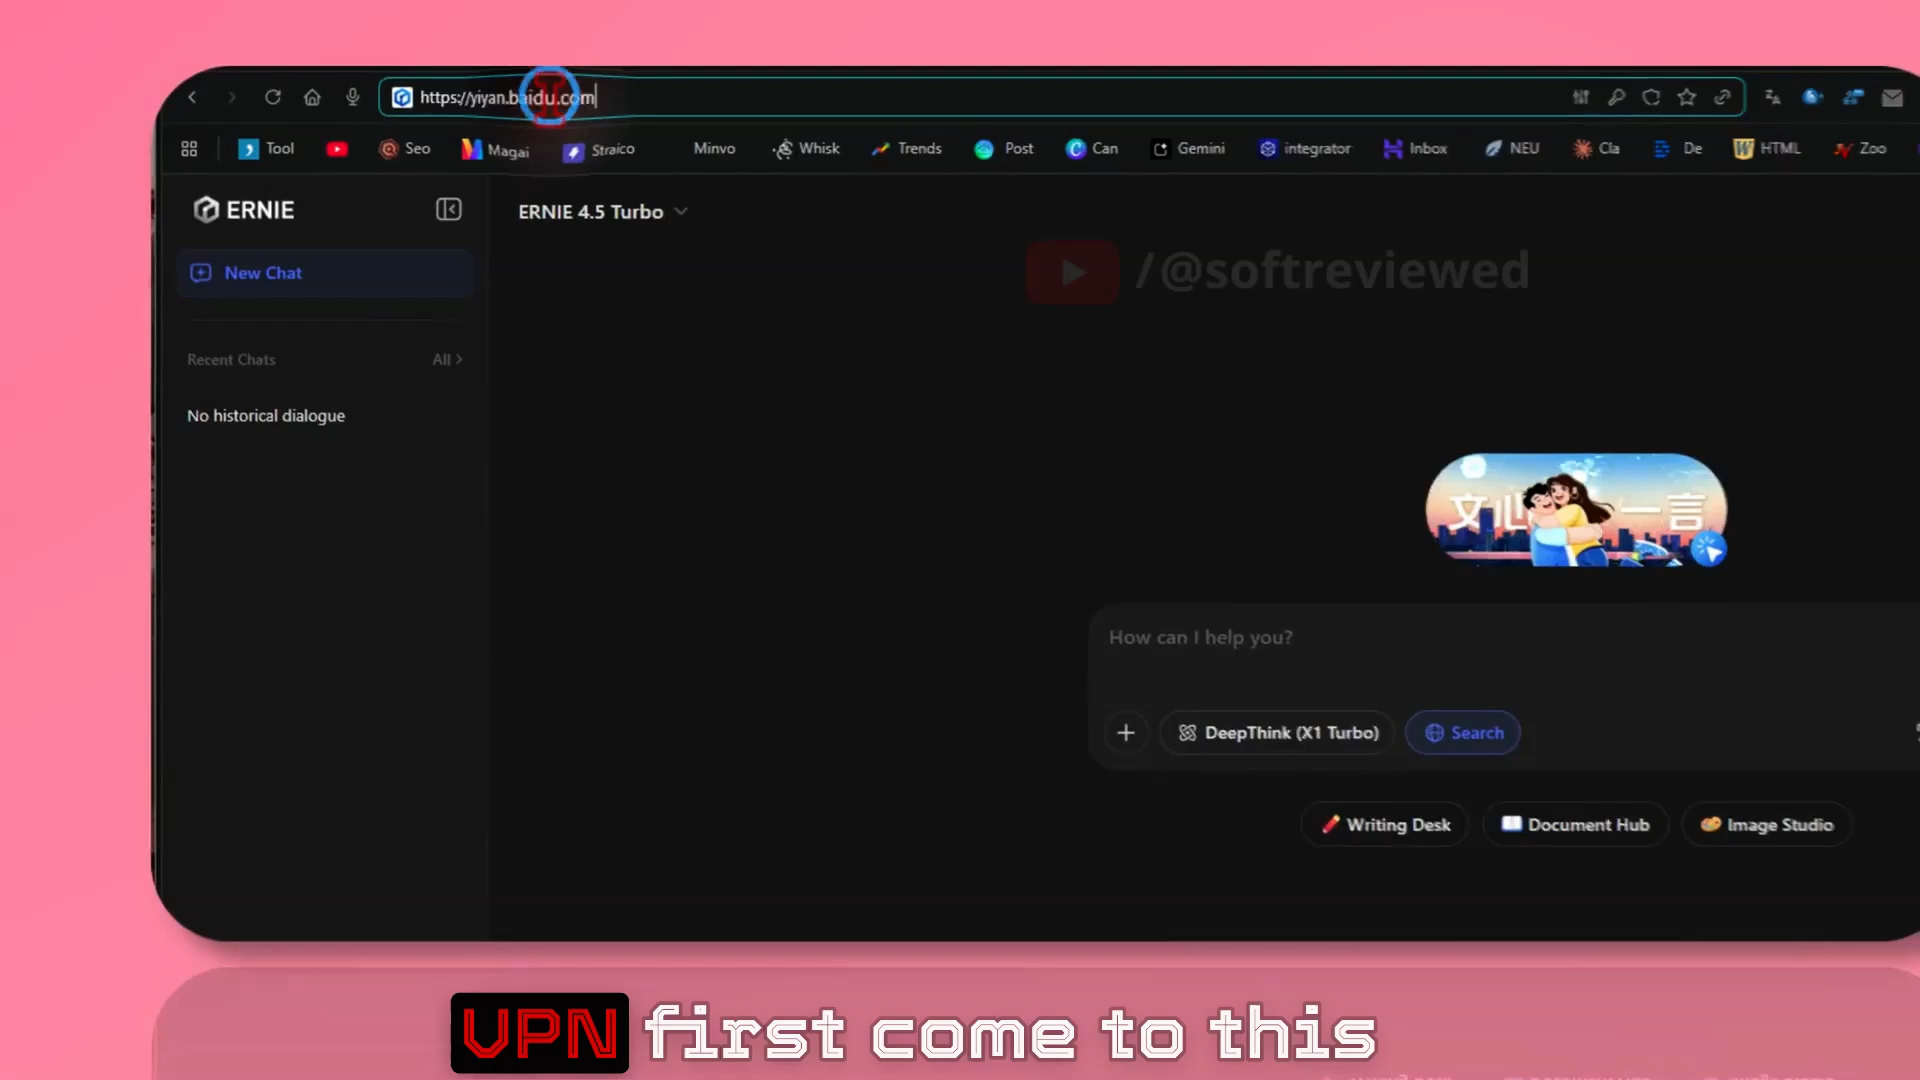 https://yiyan.baidu.com
Tool Seo Magai Straico Minvo Whisk Trends Post Can Gemini integrator Inbox NEU Cla De HTML Zoo
ERNIE
ERNIE 4.5 Turbo
/@softreviewed
New Chat
Recent Chats All >
No historical dialogue
文心一言
How can I help you?
DeepThink (X1 Turbo) Search
Writing Desk Document Hub Image Studio
VPN first come to this